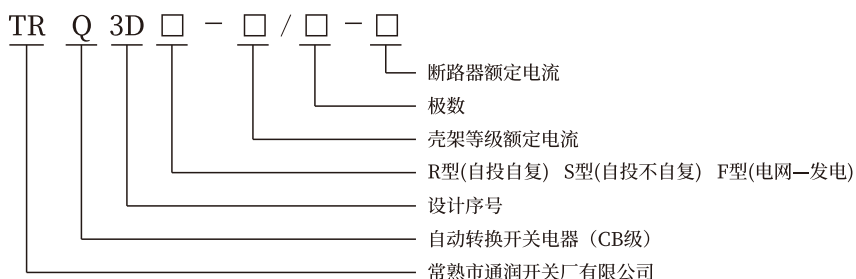 TR Q 3D□－□/□－□
断路器额定电流
极数
壳架等级额定电流
R型(自投自复) S型(自投不自复) F型(电网—发电)
设计序号
自动转换开关电器（CB级）
常熟市通润开关厂有限公司